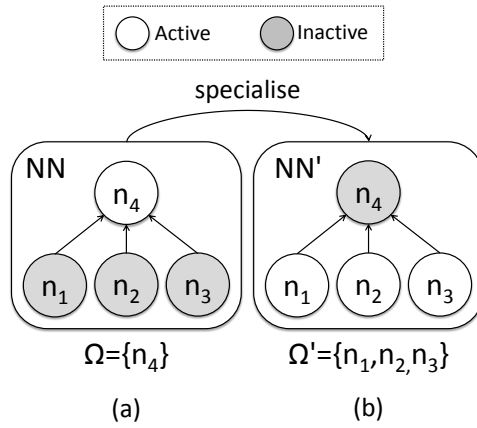 Active Inactive
specialise
NN NN'
n₄ n₄
n₁ n₂ n₃ n₁ n₂ n₃
Ω={n₄} Ω'={n₁,n₂,n₃}
(a) (b)